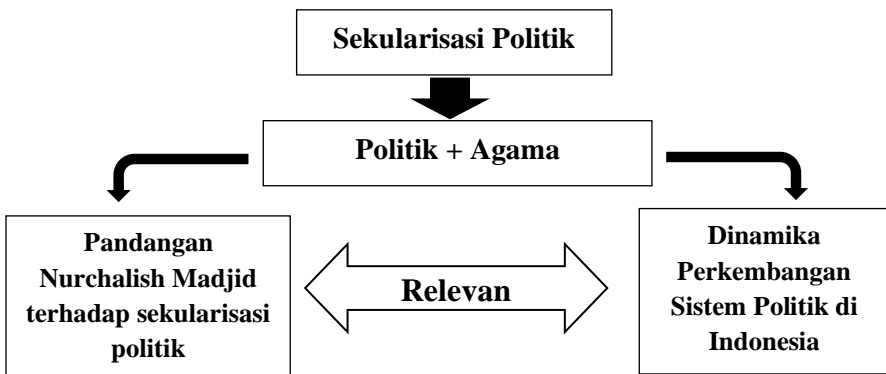 Sekularisasi Politik
Politik + Agama
Pandangan
Nurchalish Madjid
terhadap sekularisasi
politik
Relevan
Dinamika
Perkembangan
Sistem Politik di
Indonesia